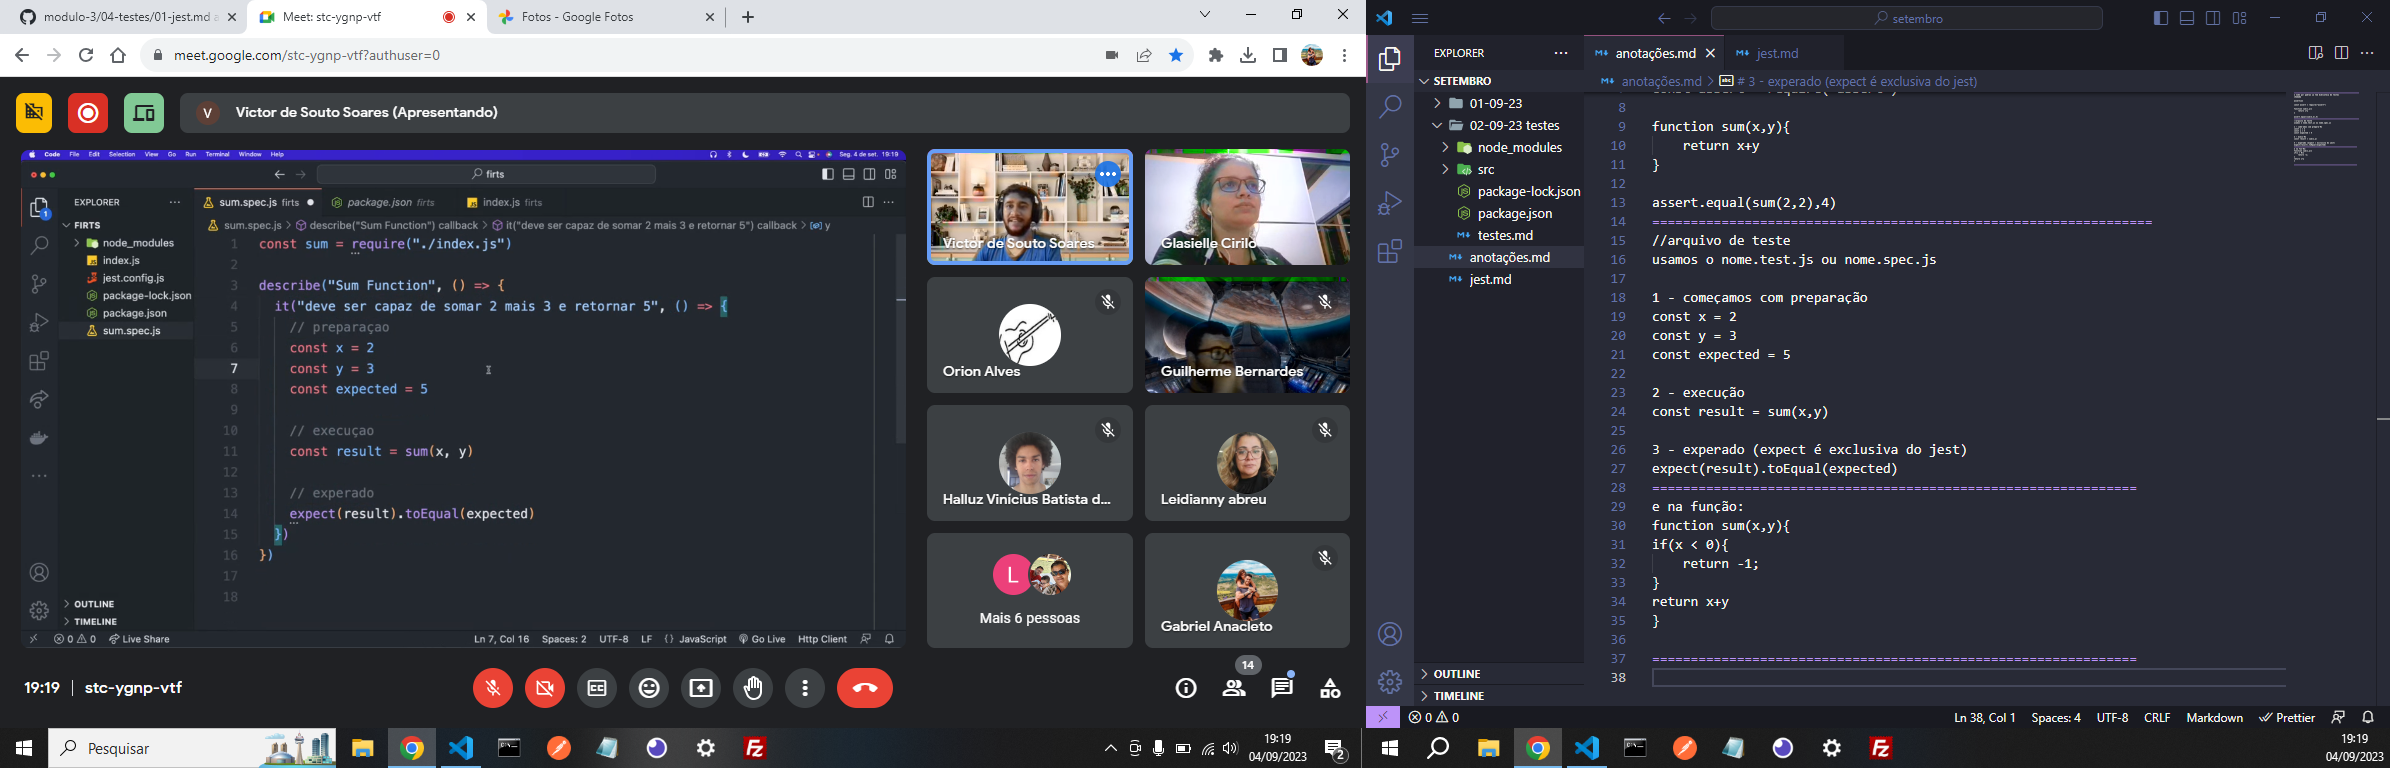 modulo-3/04-testes/01-jest.md a
Meet: stc-ygnp-vtf
Fotos - Google Fotos
meet.google.com/stc-ygnp-vtf?authuser=0
V
Victor de Souto Soares (Apresentando)
Code File Edit Selection View Go Run Terminal Window Help
Seg. 4 de set. 19:19
firts
EXPLORER
sum.spec.js firts
package.json firts
index.js firts
sum.spec.js > describe("Sum Function") callback > it("deve ser capaz de somar 2 mais 3 e retornar 5") callback > y
FIRTS
node_modules
index.js
jest.config.js
package-lock.json
package.json
sum.spec.js
OUTLINE
TIMELINE
1 const sum = require("./index.js")
2
3 describe("Sum Function", () => {
4 it("deve ser capaz de somar 2 mais 3 e retornar 5", () => {
5 // preparaçao
6 const x = 2
7 const y = 3
8 const expected = 5
9
10 // execuçao
11 const result = sum(x, y)
12
13 // experado
14 expect(result).toEqual(expected)
15 })
16 })
17
18
0 0 Live Share
Ln 7, Col 16 Spaces: 2 UTF-8 LF {} JavaScript Go Live Http Client
Victor de Souto Soares
Glasielle Cirilo
Orion Alves
Guilherme Bernardes
Halluz Vinícius Batista d...
Leidianny abreu
L
Mais 6 pessoas
Gabriel Anacleto
19:19 | stc-ygnp-vtf
14
Pesquisar
19:19
04/09/2023
2
setembro
EXPLORER
SETEMBRO
01-09-23
02-09-23 testes
node_modules
src
package-lock.json
package.json
testes.md
anotações.md
jest.md
OUTLINE
TIMELINE
anotações.md
jest.md
anotações.md > # 3 - experado (expect é exclusiva do jest)
8
9 function sum(x,y){
10 return x+y
11 }
12
13 assert.equal(sum(2,2),4)
14 =================================================================
15 //arquivo de teste
16 usamos o nome.test.js ou nome.spec.js
17
18 1 - começamos com preparação
19 const x = 2
20 const y = 3
21 const expected = 5
22
23 2 - execução
24 const result = sum(x,y)
25
26 3 - experado (expect é exclusiva do jest)
27 expect(result).toEqual(expected)
28 ===============================================================
29 e na função:
30 function sum(x,y){
31 if(x < 0){
32 return -1;
33 }
34 return x+y
35 }
36
37 ===============================================================
38
0 0
Ln 38, Col 1 Spaces: 4 UTF-8 CRLF Markdown Prettier
19:19
04/09/2023